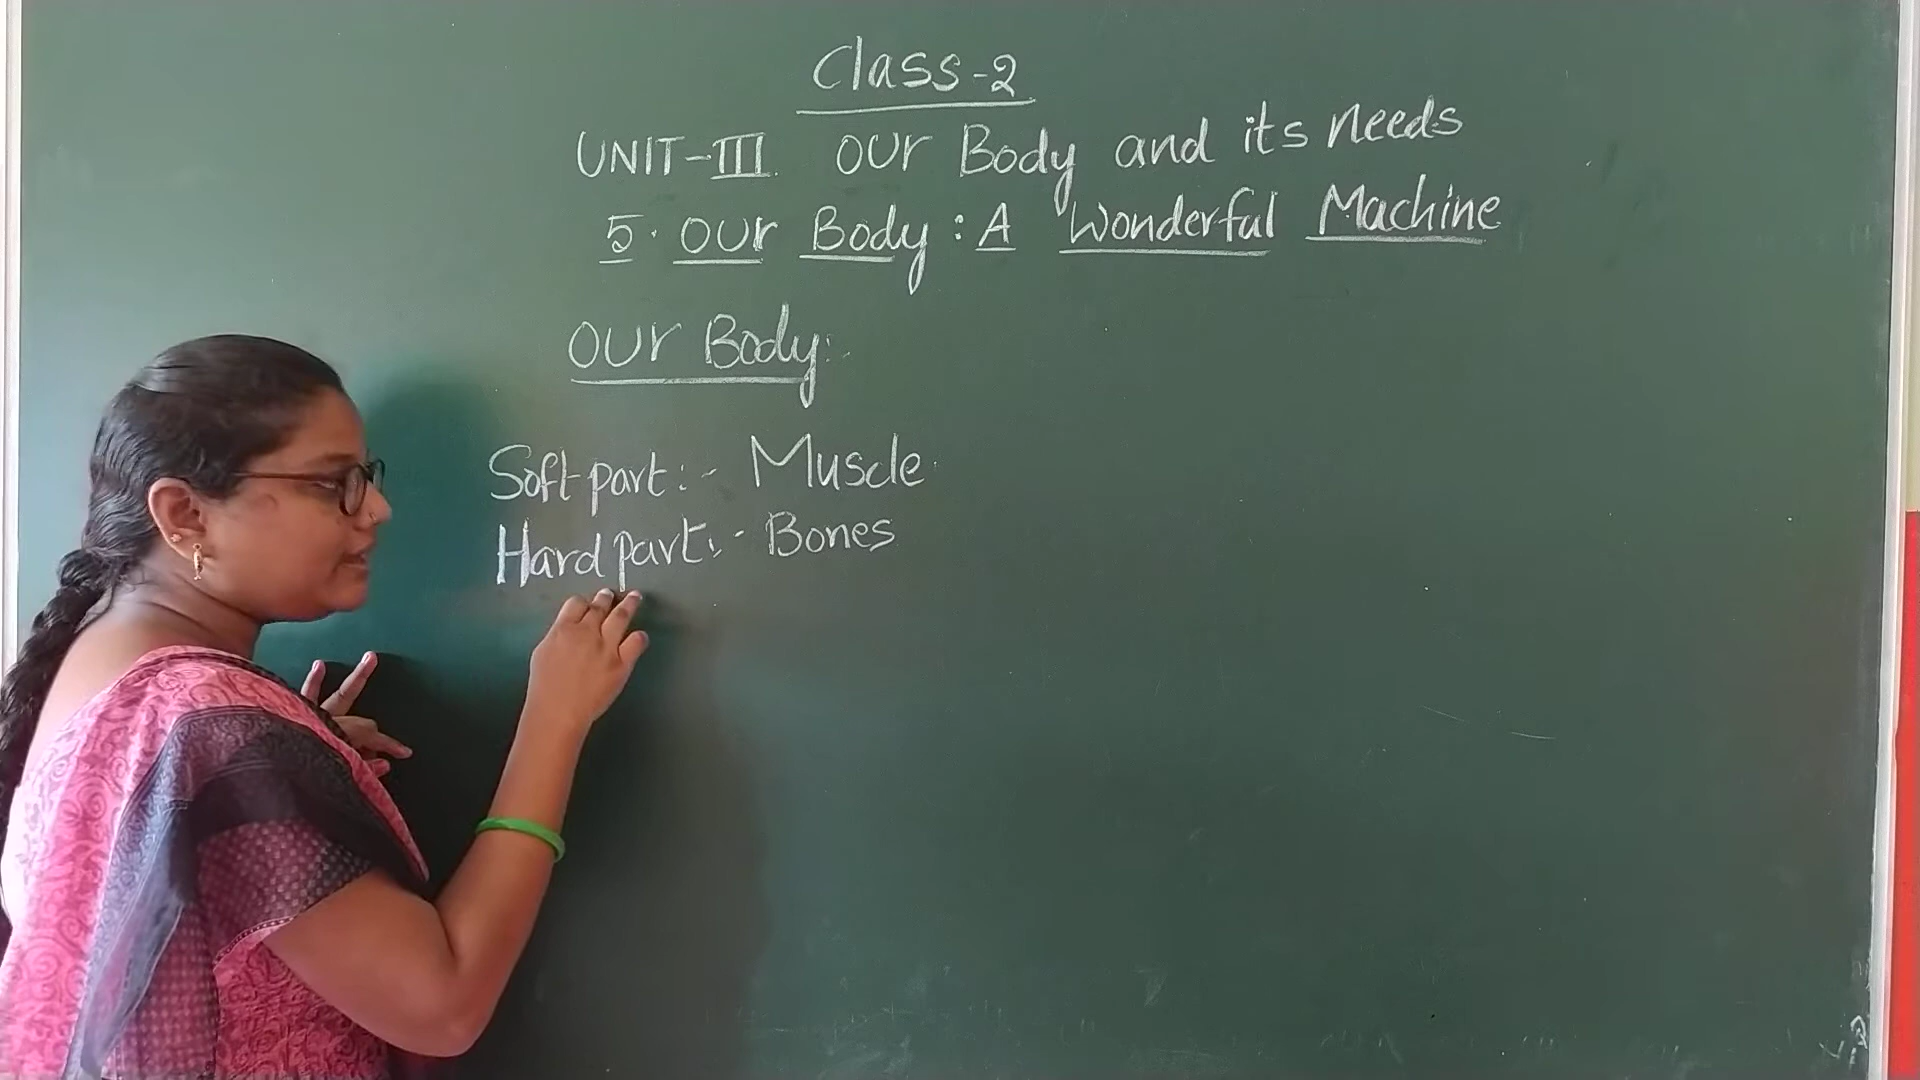 Class-2
UNIT-III. Our Body and its needs
5. Our Body: A Wonderful Machine
Our Body:-
Soft part:- Muscle
Hard part:- Bones